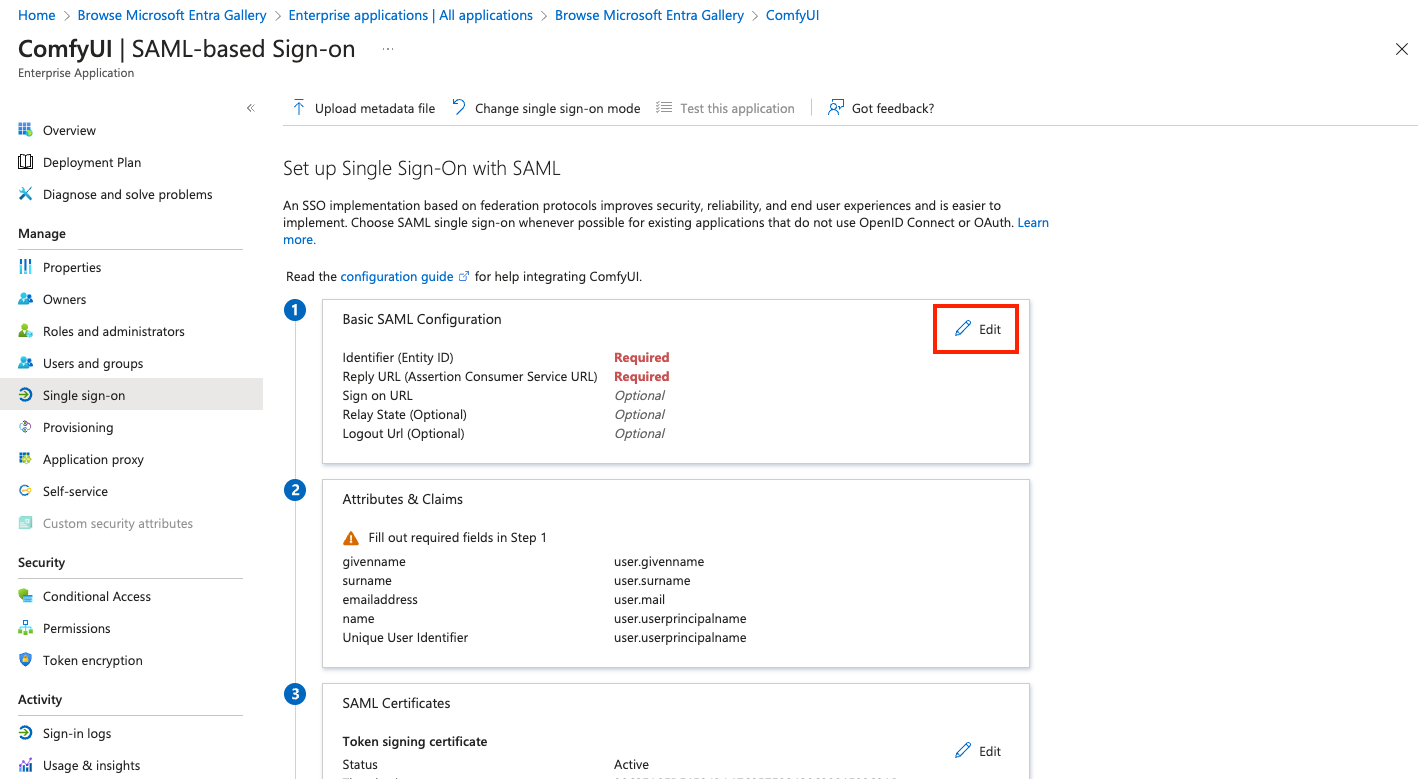 Home > Browse Microsoft Entra Gallery > Enterprise applications | All applications > Browse Microsoft Entra Gallery > ComfyUI
ComfyUI | SAML-based Sign-on ...
Enterprise Application
Overview
Deployment Plan
Diagnose and solve problems
Manage
Properties
Owners
Roles and administrators
Users and groups
Single sign-on
Provisioning
Application proxy
Self-service
Custom security attributes
Security
Conditional Access
Permissions
Token encryption
Activity
Sign-in logs
Usage & insights
Upload metadata file Change single sign-on mode Test this application Got feedback?
Set up Single Sign-On with SAML
An SSO implementation based on federation protocols improves security, reliability, and end user experiences and is easier to
implement. Choose SAML single sign-on whenever possible for existing applications that do not use OpenID Connect or OAuth. Learn
more.
Read the configuration guide for help integrating ComfyUI.
1
Basic SAML Configuration
Edit
Identifier (Entity ID) Required
Reply URL (Assertion Consumer Service URL) Required
Sign on URL Optional
Relay State (Optional) Optional
Logout Url (Optional) Optional
2
Attributes & Claims
Fill out required fields in Step 1
givenname user.givenname
surname user.surname
emailaddress user.mail
name user.userprincipalname
Unique User Identifier user.userprincipalname
3
SAML Certificates
Token signing certificate
Edit
Status Active